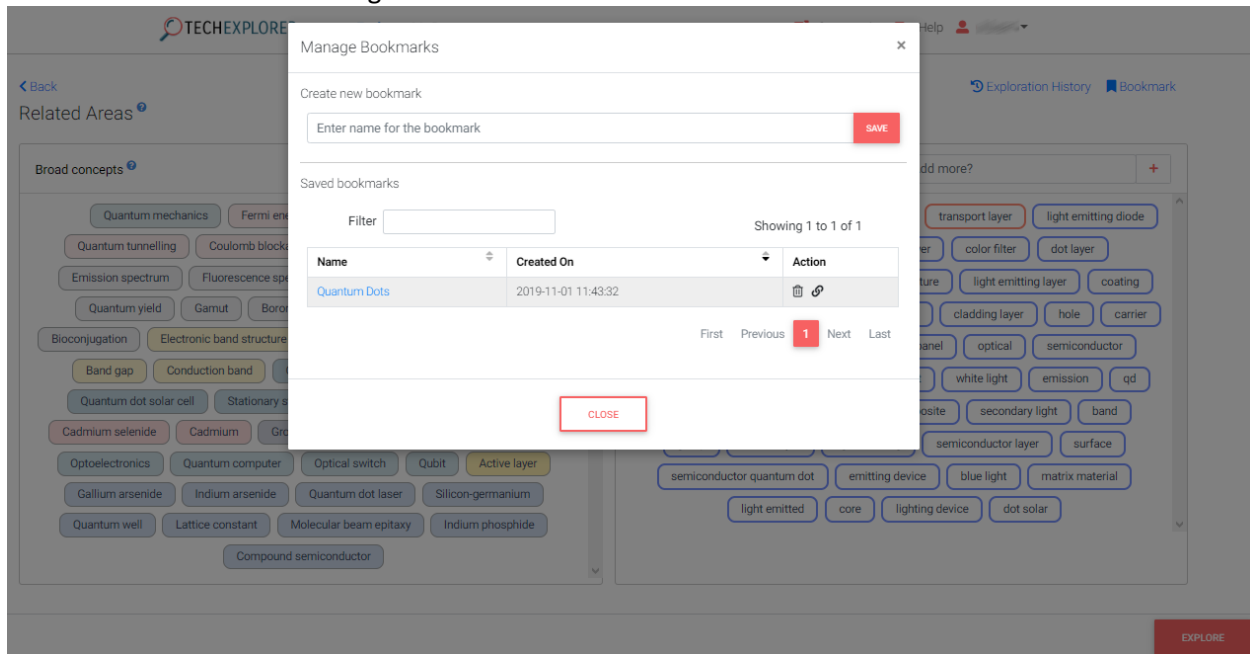 TECHEXPLORE
Help
Back
Related Areas
Exploration History
Bookmark
Manage Bookmarks
×
Create new bookmark
Enter name for the bookmark
SAVE
Saved bookmarks
Filter
Showing 1 to 1 of 1
Name Created On Action
Quantum Dots 2019-11-01 11:43:32
First Previous 1 Next Last
CLOSE
Broad concepts
Quantum mechanics Fermi
Quantum tunnelling Coulomb
Emission spectrum Fluorescence
Quantum yield Gamut
Bioconjugation Electronic band structure
Band gap Conduction band
Quantum dot solar cell Stationary
Cadmium selenide Cadmium
Optoelectronics Quantum computer Optical switch Qubit Active layer
Gallium arsenide Indium arsenide Quantum dot laser Silicon-germanium
Quantum well Lattice constant Molecular beam epitaxy Indium phosphide
Compound semiconductor
more? +
transport layer light emitting diode
color filter dot layer
light emitting layer coating
cladding layer hole carrier
optical semiconductor
white light emission qd
secondary light band
semiconductor layer surface
semiconductor quantum dot emitting device blue light matrix material
light emitted core lighting device dot solar
EXPLORE